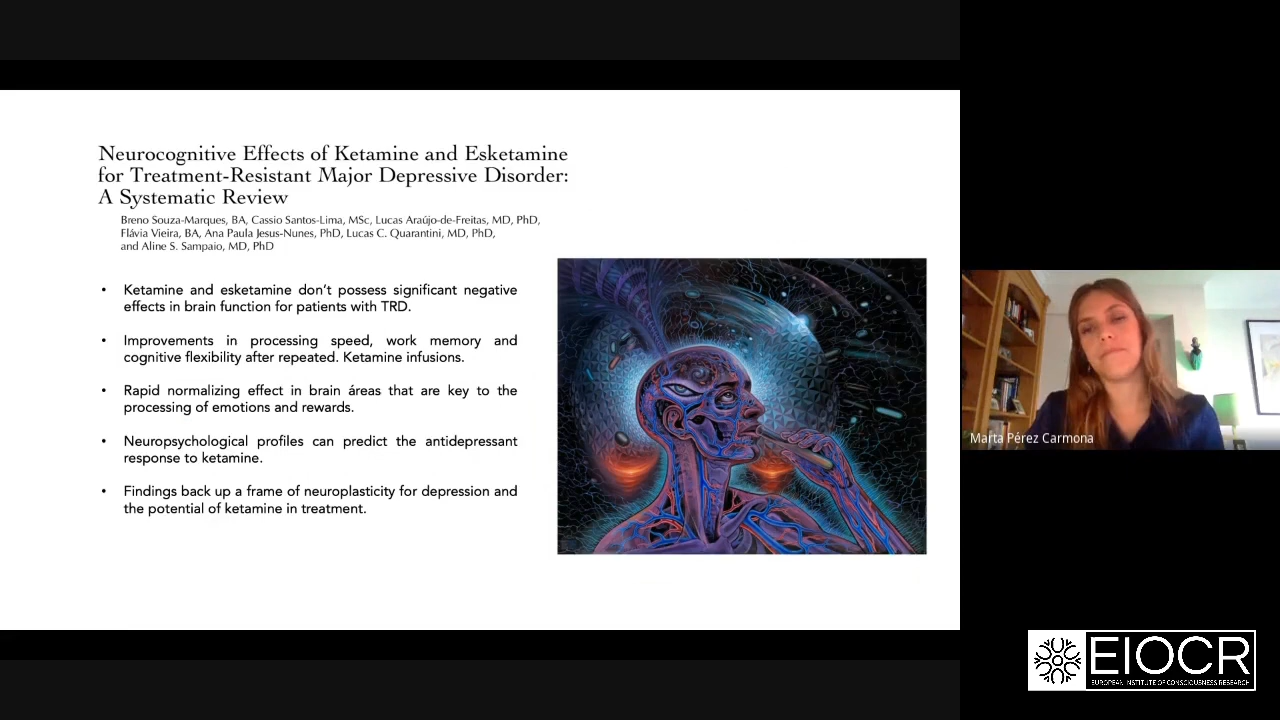 Neurocognitive Effects of Ketamine and Esketamine
for Treatment-Resistant Major Depressive Disorder:
A Systematic Review
Breno Souza-Marques, BA, Cassio Santos-Lima, MSc, Lucas Araújo-de-Freitas, MD, PhD,
Flávia Vieira, BA, Ana Paula Jesus-Nunes, PhD, Lucas C. Quarantini, MD, PhD,
and Aline S. Sampaio, MD, PhD
• Ketamine and esketamine don't possess significant negative
effects in brain function for patients with TRD.
• Improvements in processing speed, work memory and
cognitive flexibility after repeated. Ketamine infusions.
• Rapid normalizing effect in brain áreas that are key to the
processing of emotions and rewards.
• Neuropsychological profiles can predict the antidepressant
response to ketamine.
• Findings back up a frame of neuroplasticity for depression and
the potential of ketamine in treatment.
Marta Pérez Carmona
EIOCR
EUROPEAN INSTITUTE OF CONSCIOUSNESS RESEARCH